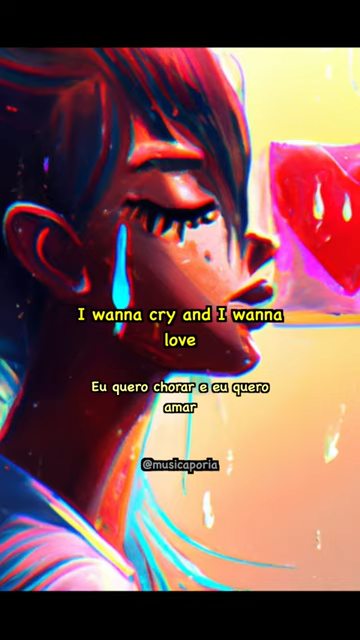 I wanna cry and I wanna
love
Eu quero chorar e eu quero
amar
@musicaporia